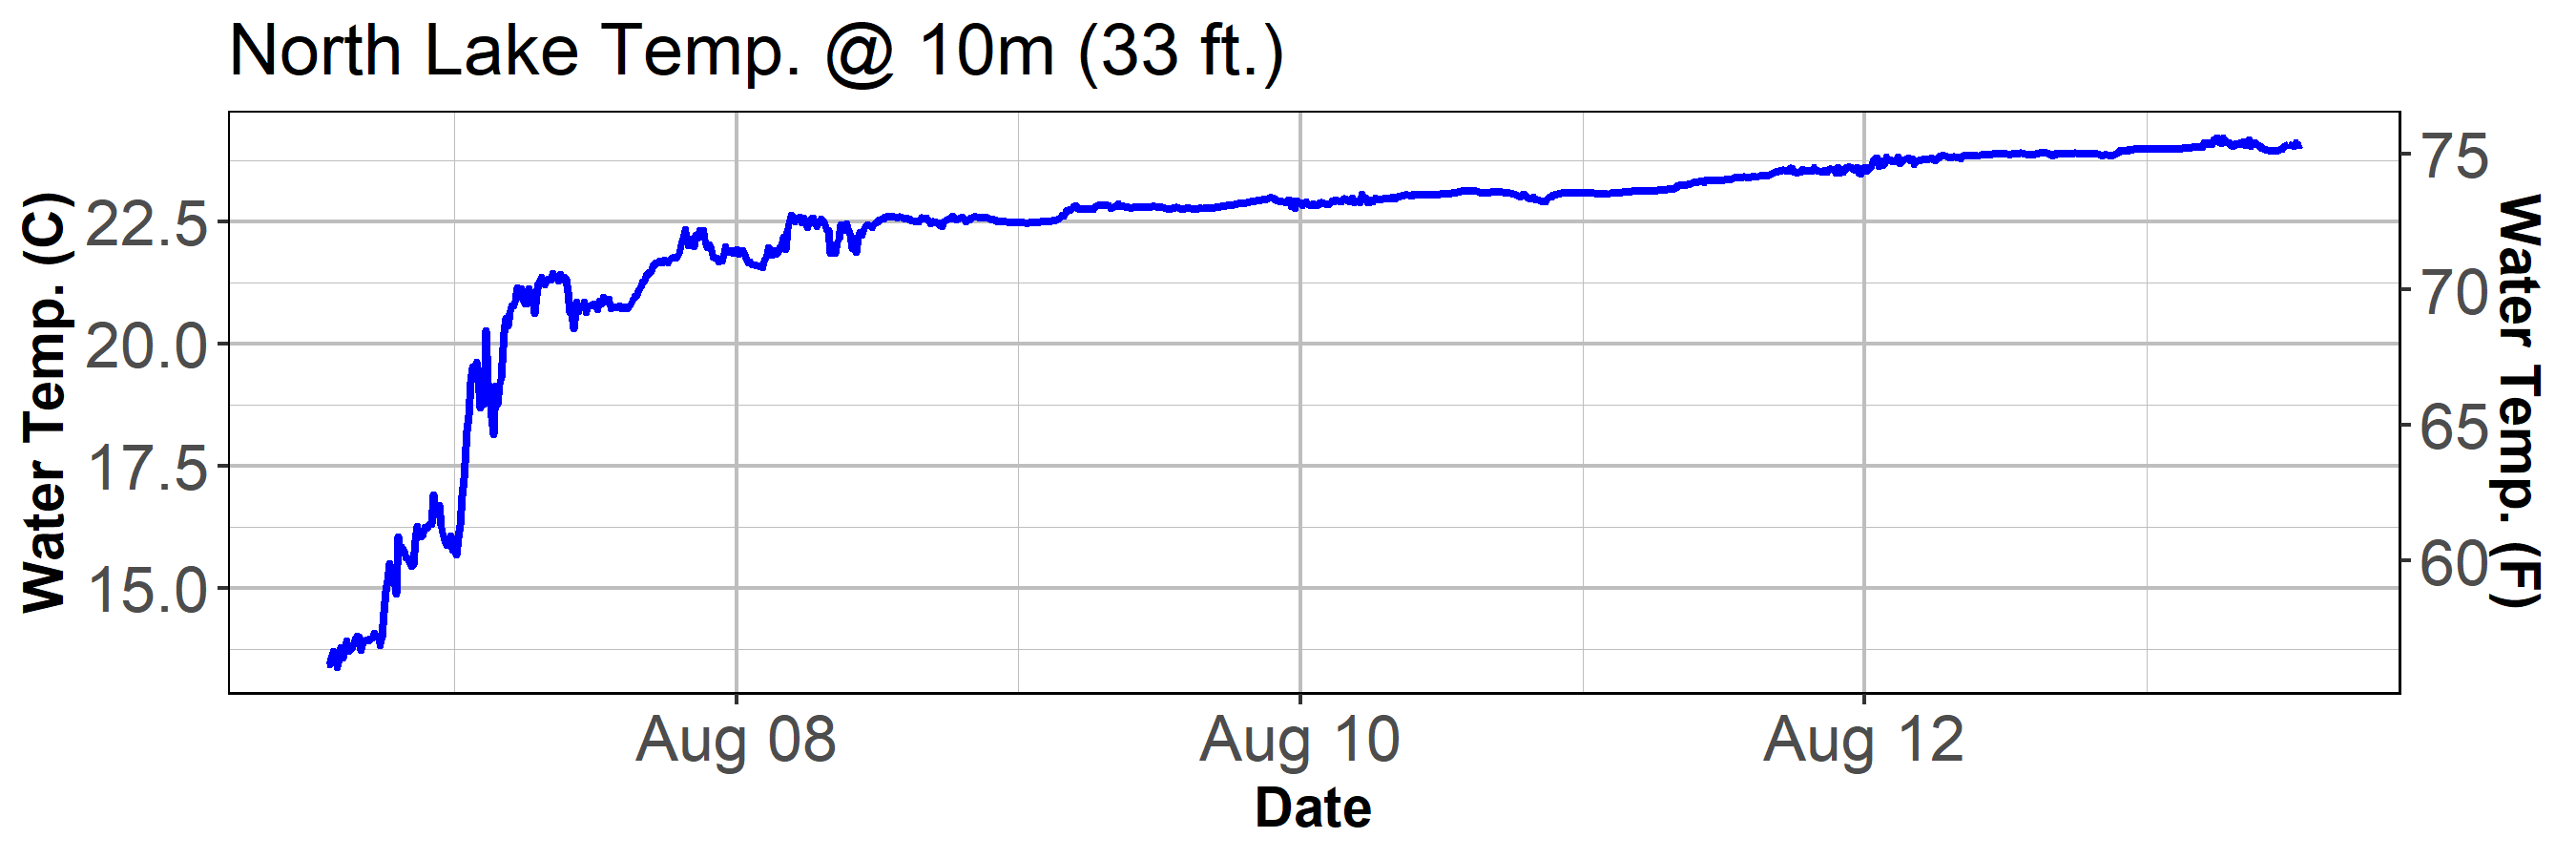 North Lake Temp. @ 10m (33 ft.)
Water Temp. (C)
22.5
20.0
17.5
15.0
75
70
65
60
Water Temp. (F)
Aug 08
Aug 10
Aug 12
Date